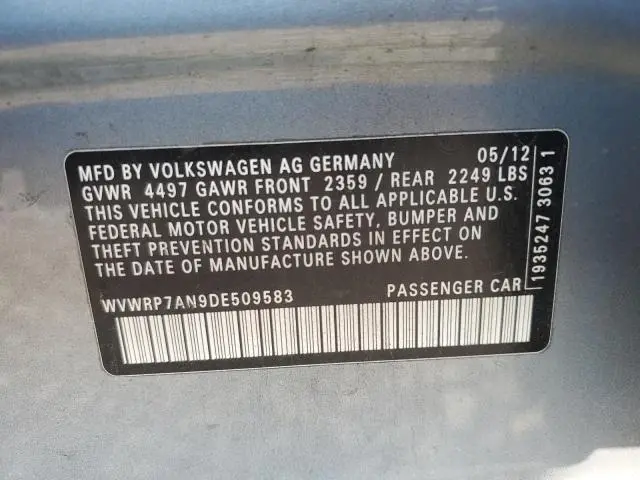 MFD BY VOLKSWAGEN AG GERMANY 05/12
GVWR 4497 GAWR FRONT 2359 / REAR 2249 LBS
THIS VEHICLE CONFORMS TO ALL APPLICABLE U.S.
FEDERAL MOTOR VEHICLE SAFETY, BUMPER AND
THEFT PREVENTION STANDARDS IN EFFECT ON
THE DATE OF MANUFACTURE SHOWN ABOVE.
WVWRP7AN9DE509583 PASSENGER CAR
1935247 3063 1